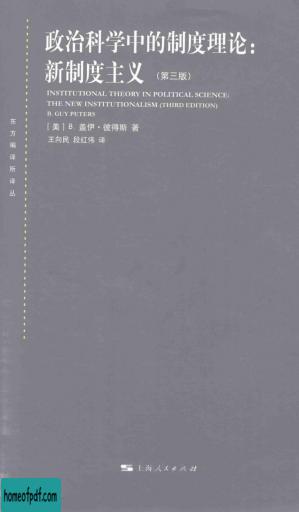 政治科学中的制度理论：
新制度主义（第三版）
INSTITUTIONAL THEORY IN POLITICAL SCIENCE:
THE NEW INSTITUTIONALISM (THIRD EDITION)
B. GUY PETERS
［美］B. 盖伊·彼得斯 著
王向民 段红伟 译
东方编译所译丛
上海人民出版社
homeofpdf.com